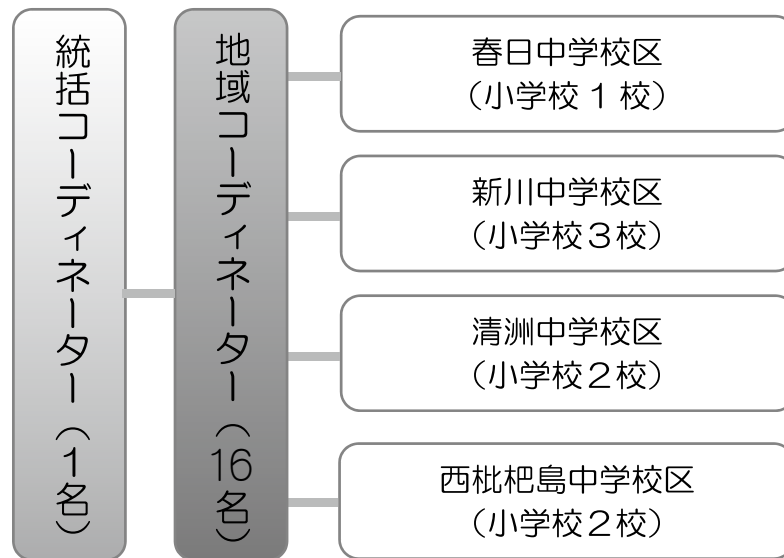 統括コーディネーター（1名）
地域コーディネーター（16名）
春日中学校区
（小学校１校）
新川中学校区
（小学校３校）
清洲中学校区
（小学校２校）
西枇杷島中学校区
（小学校２校）